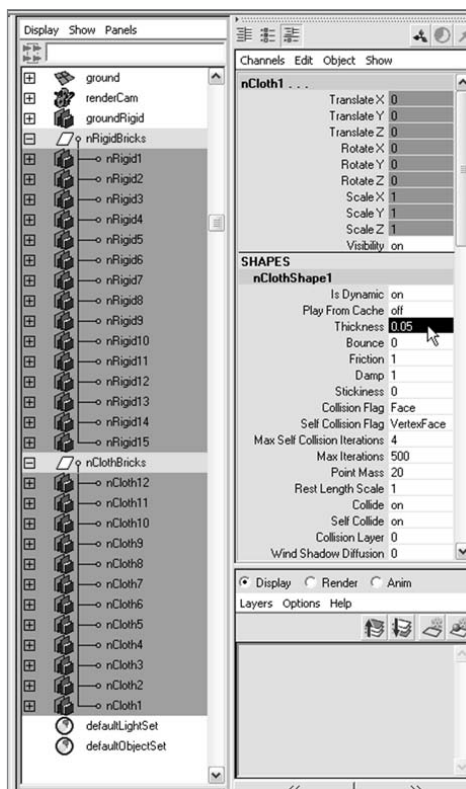 Display Show Panels
ground
renderCam
groundRigid
nRigidBricks
nRigid1
nRigid2
nRigid3
nRigid4
nRigid5
nRigid6
nRigid7
nRigid8
nRigid9
nRigid10
nRigid11
nRigid12
nRigid13
nRigid14
nRigid15
nClothBricks
nCloth12
nCloth11
nCloth10
nCloth9
nCloth8
nCloth7
nCloth6
nCloth5
nCloth4
nCloth3
nCloth2
nCloth1
defaultLightSet
defaultObjectSet
Channels Edit Object Show
nCloth1 . . .
Translate X 0
Translate Y 0
Translate Z 0
Rotate X 0
Rotate Y 0
Rotate Z 0
Scale X 1
Scale Y 1
Scale Z 1
Visibility on
SHAPES
nClothShape1
Is Dynamic on
Play From Cache off
Thickness 0.05
Bounce 0
Friction 1
Damp 1
Stickiness 0
Collision Flag Face
Self Collision Flag VertexFace
Max Self Collision Iterations 4
Max Iterations 500
Point Mass 20
Rest Length Scale 1
Collide on
Self Collide on
Collision Layer 0
Wind Shadow Diffusion 0
Display Render Anim
Layers Options Help